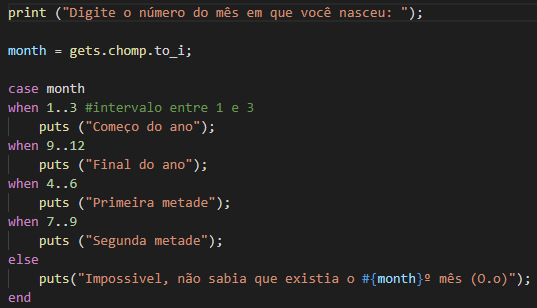 print ("Digite o número do mês em que você nasceu: ");
month = gets.chomp.to_i;
case month
when 1..3 #intervalo entre 1 e 3
puts ("Começo do ano");
when 9..12
puts ("Final do ano");
when 4..6
puts ("Primeira metade");
when 7..9
puts ("Segunda metade");
else
puts("Impossivel, não sabia que existia o #{month}º mês (O.o)");
end